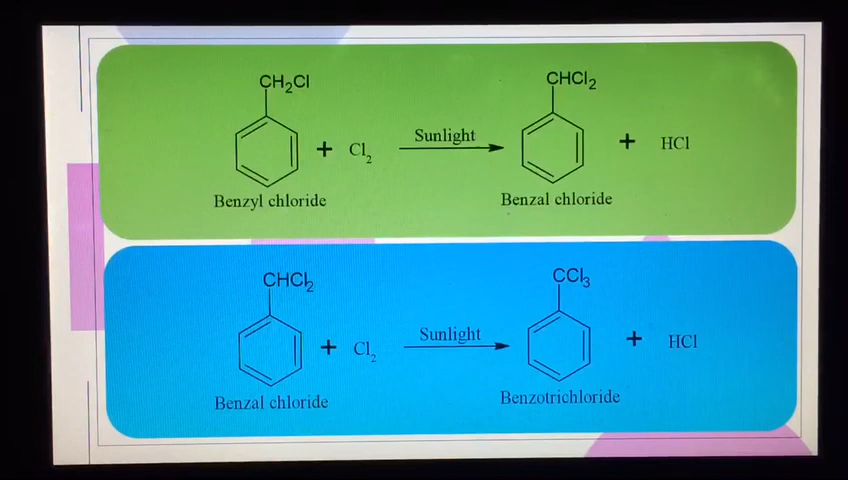 CH₂Cl
+ Cl₂
Sunlight
CHCl₂
+ HCl
Benzyl chloride
Benzal chloride
CHCl₂
+ Cl₂
Sunlight
CCl₃
+ HCl
Benzal chloride
Benzotrichloride